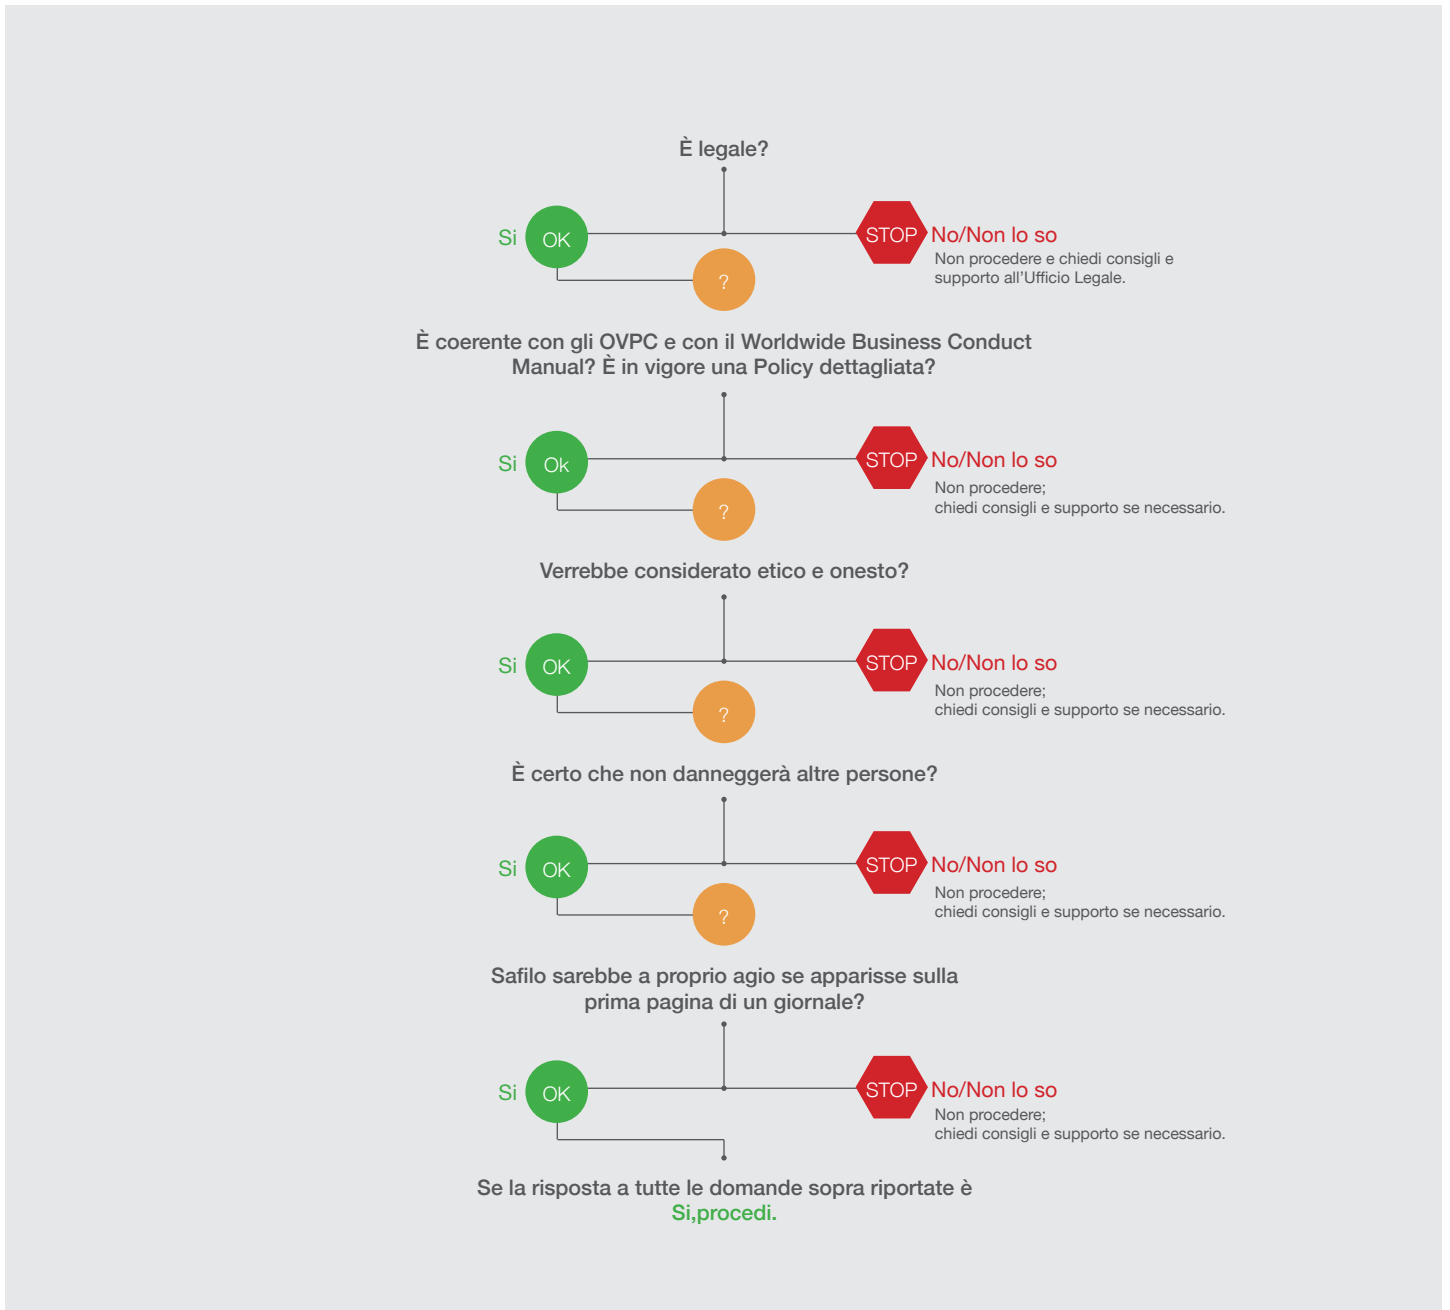 È legale?
Si OK STOP No/Non lo so
Non procedere e chiedi consigli e
supporto all'Ufficio Legale.
?
È coerente con gli OVPC e con il Worldwide Business Conduct
Manual? È in vigore una Policy dettagliata?
Si Ok STOP No/Non lo so
Non procedere;
chiedi consigli e supporto se necessario.
?
Verrebbe considerato etico e onesto?
Si OK STOP No/Non lo so
Non procedere;
chiedi consigli e supporto se necessario.
?
È certo che non danneggerà altre persone?
Si OK STOP No/Non lo so
Non procedere;
chiedi consigli e supporto se necessario.
?
Safilo sarebbe a proprio agio se apparisse sulla
prima pagina di un giornale?
Si OK STOP No/Non lo so
Non procedere;
chiedi consigli e supporto se necessario.
Se la risposta a tutte le domande sopra riportate è
Si,procedi.